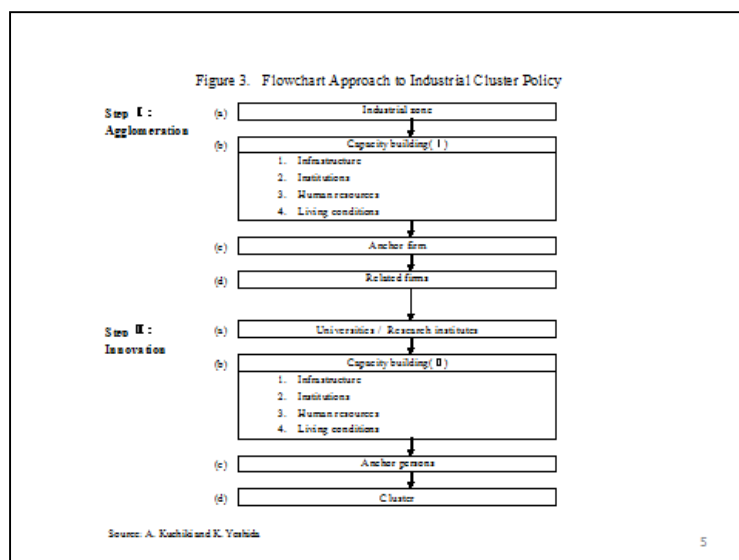 Figure 3. Flowchart Approach to Industrial Cluster Policy
Step Ⅰ:
Agglomeration
(a) Industrial zone
(b) Capacity building(Ⅰ)
1. Infrastructure
2. Institutions
3. Human resources
4. Living conditions
(c) Anchor firm
(d) Related firms
Step Ⅱ:
Innovation
(a) Universities / Research institutes
(b) Capacity building(Ⅱ)
1. Infrastructure
2. Institutions
3. Human resources
4. Living conditions
(c) Anchor persons
(d) Cluster
Source: A. Kuchiki and K. Yoshida
5